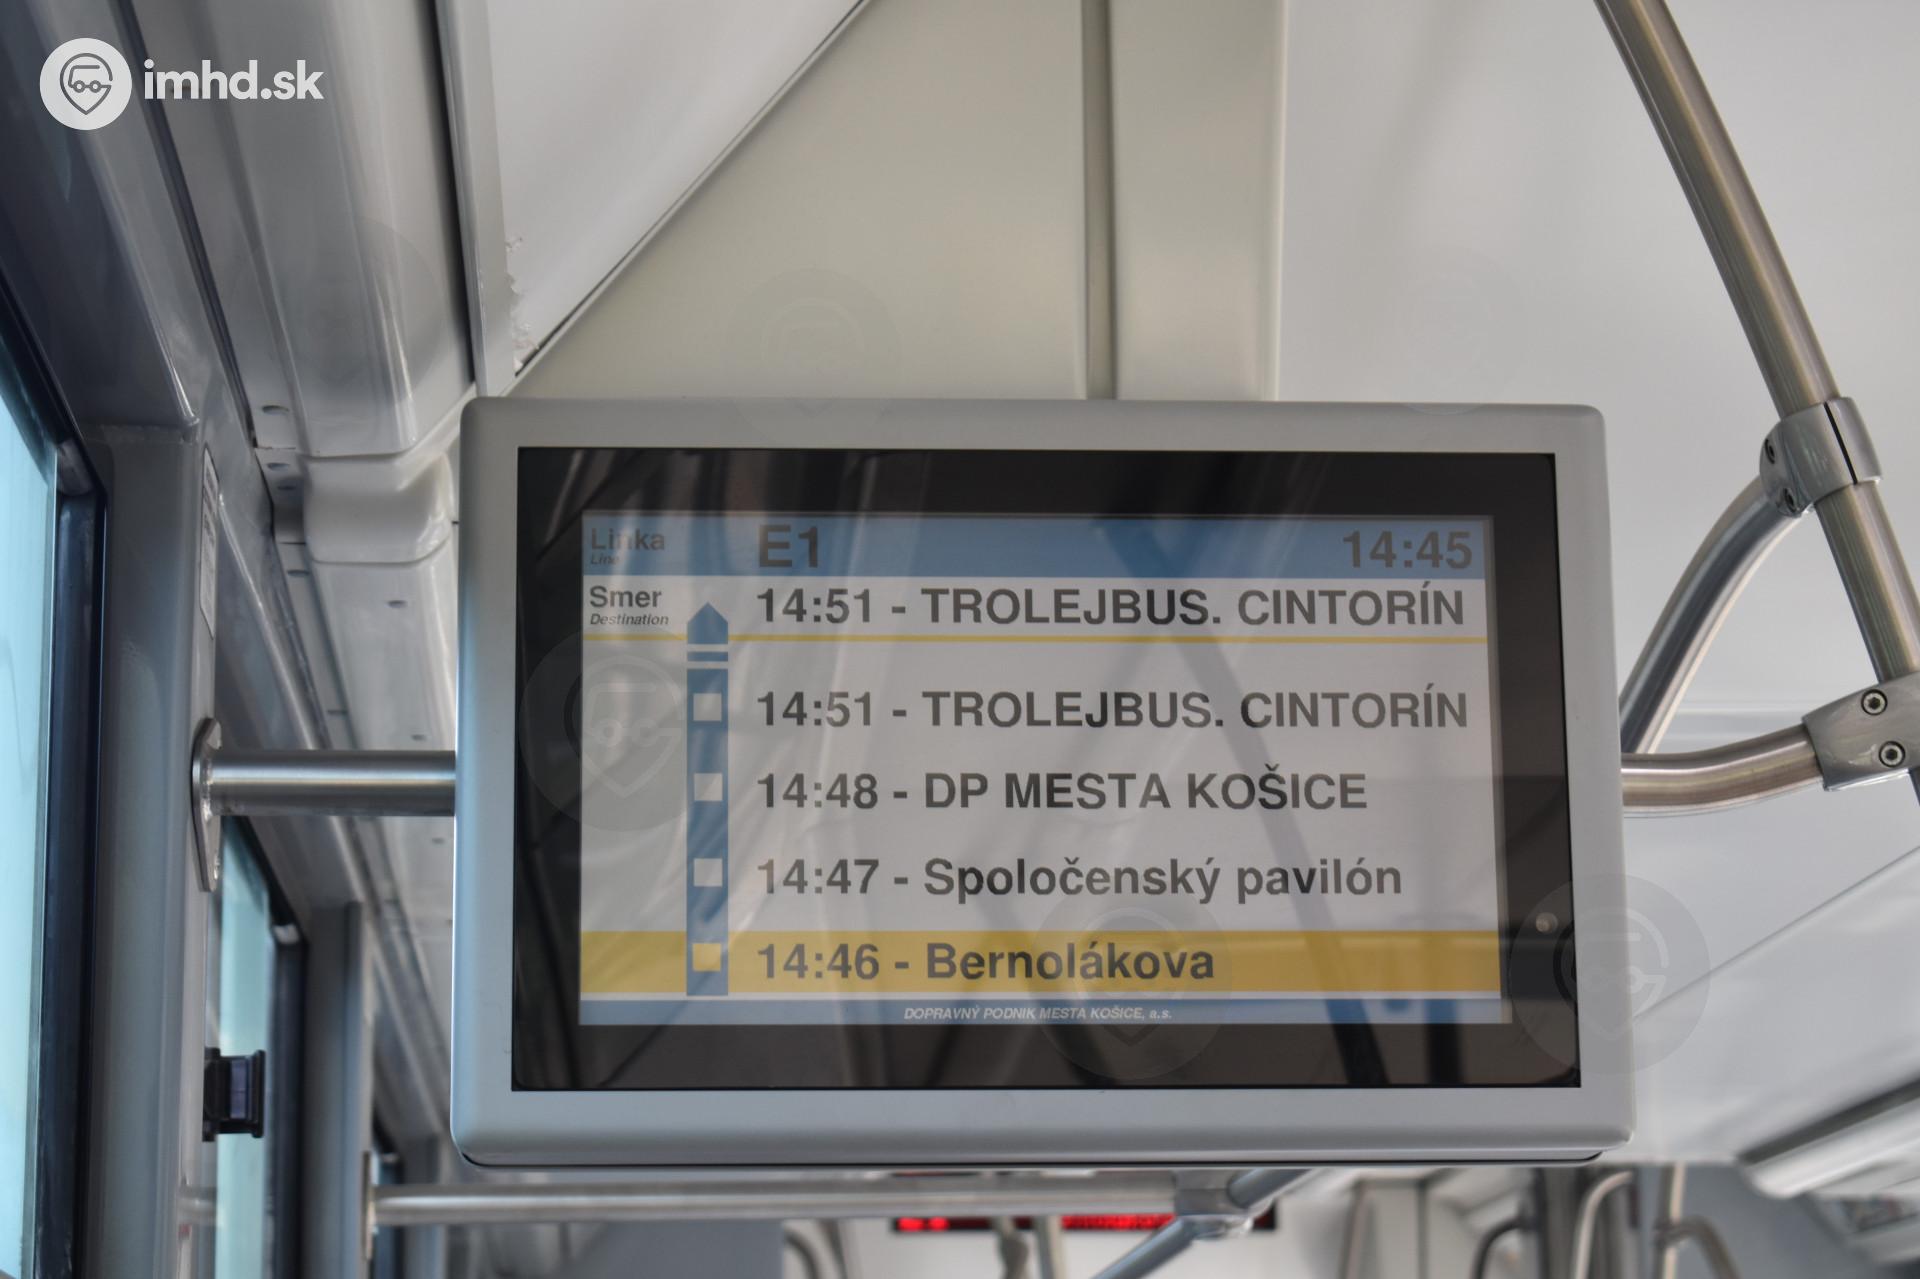 imhd.sk
Linka E1 14:45
Line
Smer 14:51 - TROLEJBUS. CINTORÍN
Destination
14:51 - TROLEJBUS. CINTORÍN
14:48 - DP MESTA KOŠICE
14:47 - Spoločenský pavilón
14:46 - Bernolákova
DOPRAVNÝ PODNIK MESTA KOŠICE, a.s.